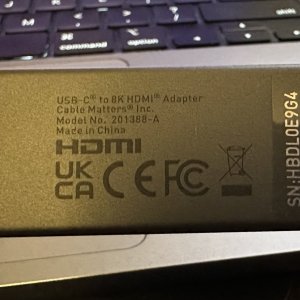 USB-C® to 8K HDMI® Adapter
Cable Matters® Inc.
Model No. 201388-A
Made in China
HDMI
UK
CA CE FC
SN-HBDL0E9G4